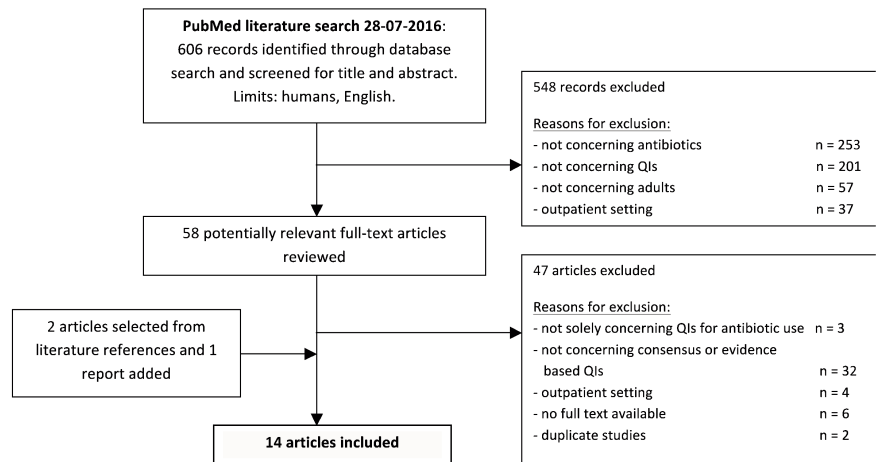 PubMed literature search 28-07-2016:
606 records identified through database
search and screened for title and abstract.
Limits: humans, English.
548 records excluded
Reasons for exclusion:
- not concerning antibiotics n = 253
- not concerning QIs n = 201
- not concerning adults n = 57
- outpatient setting n = 37
58 potentially relevant full-text articles
reviewed
47 articles excluded
Reasons for exclusion:
- not solely concerning QIs for antibiotic use n = 3
- not concerning consensus or evidence
based QIs n = 32
- outpatient setting n = 4
- no full text available n = 6
- duplicate studies n = 2
2 articles selected from
literature references and 1
report added
14 articles included